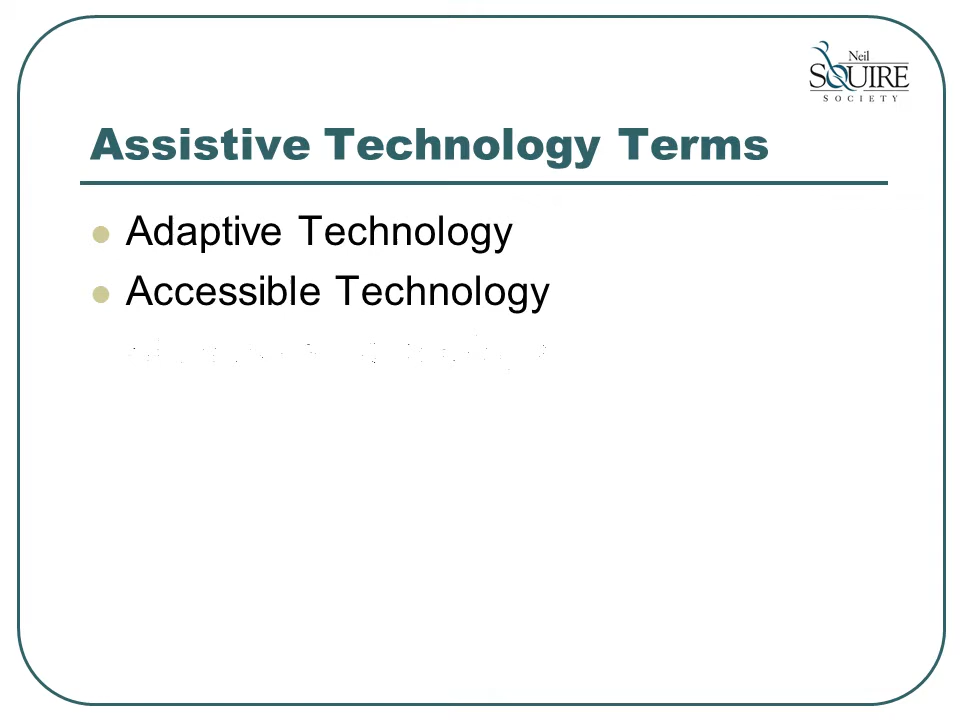 Neil
SQUIRE
SOCIETY
Assistive Technology Terms
Adaptive Technology
Accessible Technology